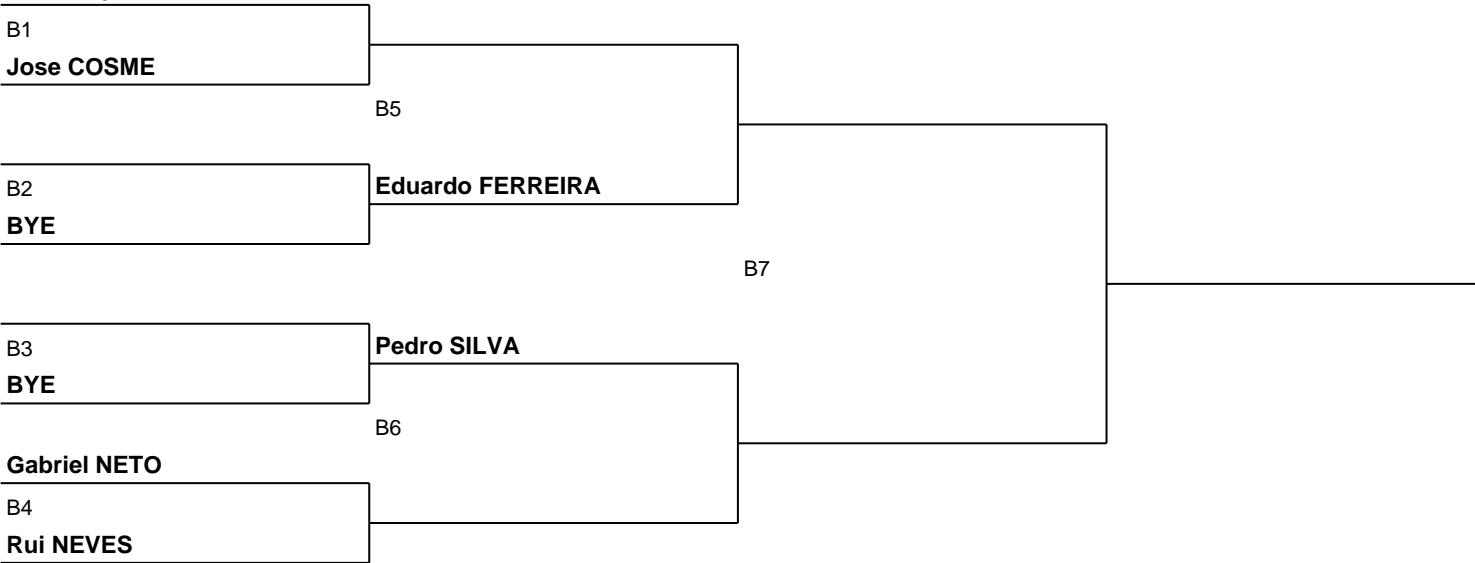 B1
Jose COSME
B5
B2
Eduardo FERREIRA
BYE
B7
B3
Pedro SILVA
BYE
B6
Gabriel NETO
B4
Rui NEVES